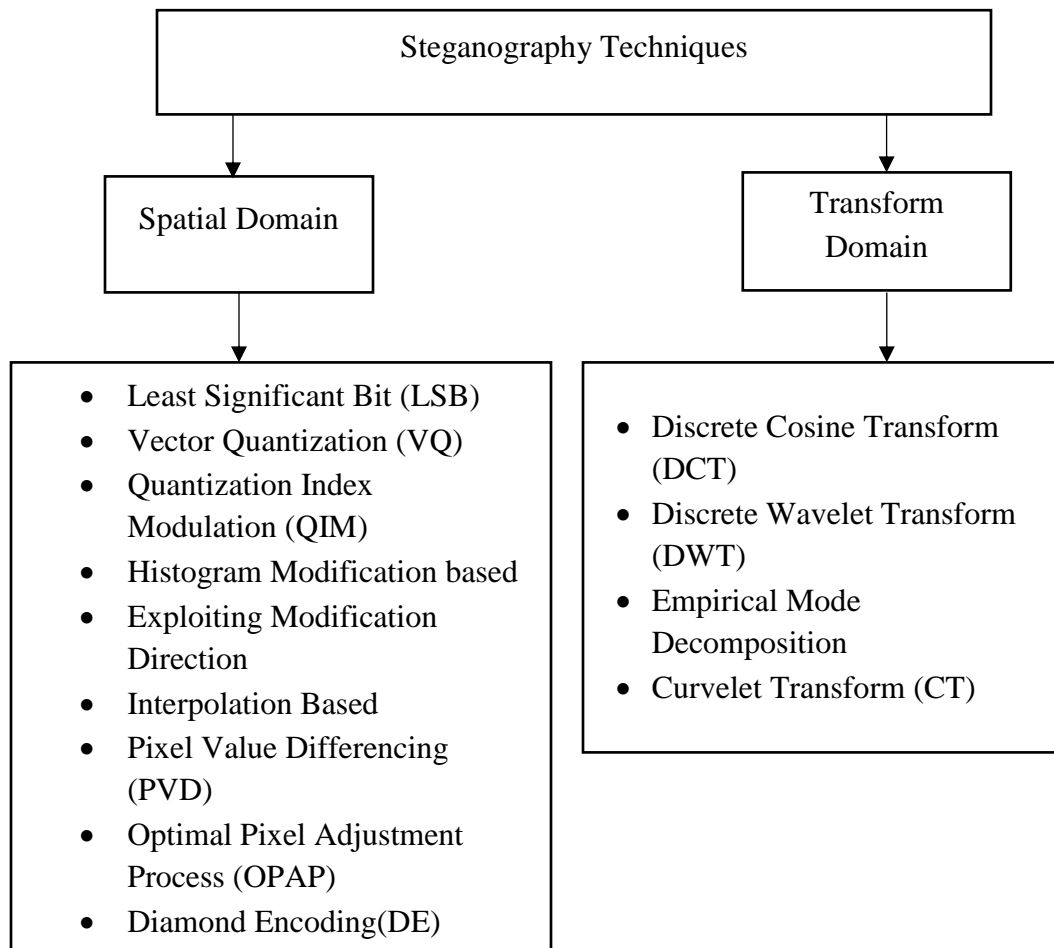 Steganography Techniques
Spatial Domain
Transform
Domain
• Least Significant Bit (LSB)
• Vector Quantization (VQ)
• Quantization Index
Modulation (QIM)
• Histogram Modification based
• Exploiting Modification
Direction
• Interpolation Based
• Pixel Value Differencing
(PVD)
• Optimal Pixel Adjustment
Process (OPAP)
• Diamond Encoding(DE)
• Discrete Cosine Transform
(DCT)
• Discrete Wavelet Transform
(DWT)
• Empirical Mode
Decomposition
• Curvelet Transform (CT)